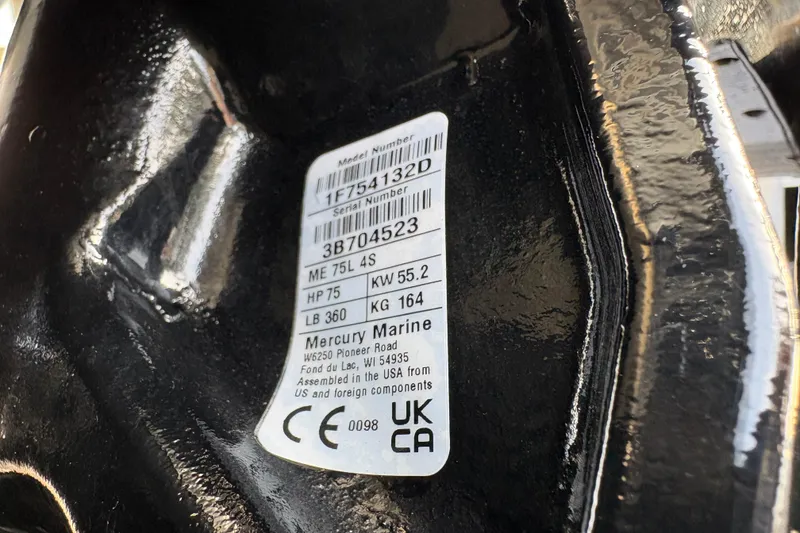 Model Number
1F754132D
Serial Number
3B704523
ME 75L 4S
HP 75 KW 55.2
LB 360 KG 164
Mercury Marine
W6250 Pioneer Road
Fond du Lac, WI 54935
Assembled in the USA from
US and foreign components
CE 0098 UK
CA